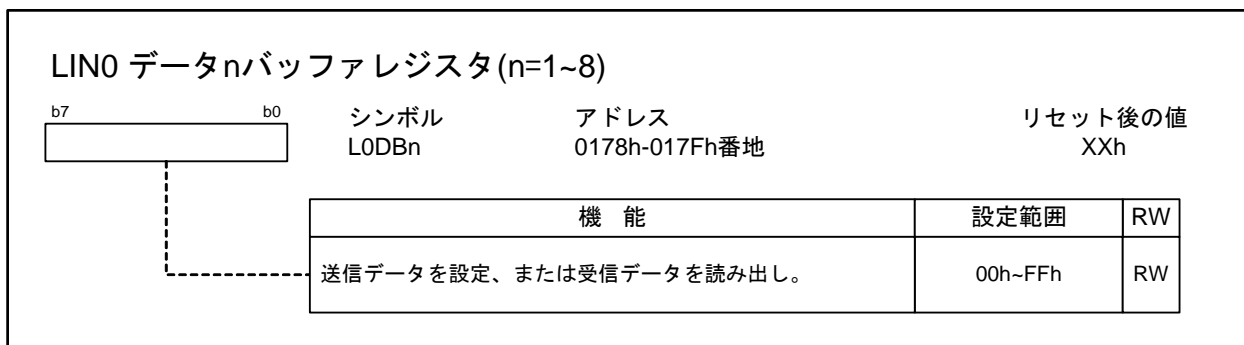 LIN0 データnバッファレジスタ(n=1~8)
b7 b0 シンボル アドレス リセット後の値
L0DBn 0178h-017Fh番地 XXh
機 能 設定範囲 RW
送信データを設定、または受信データを読み出し。 00h~FFh RW